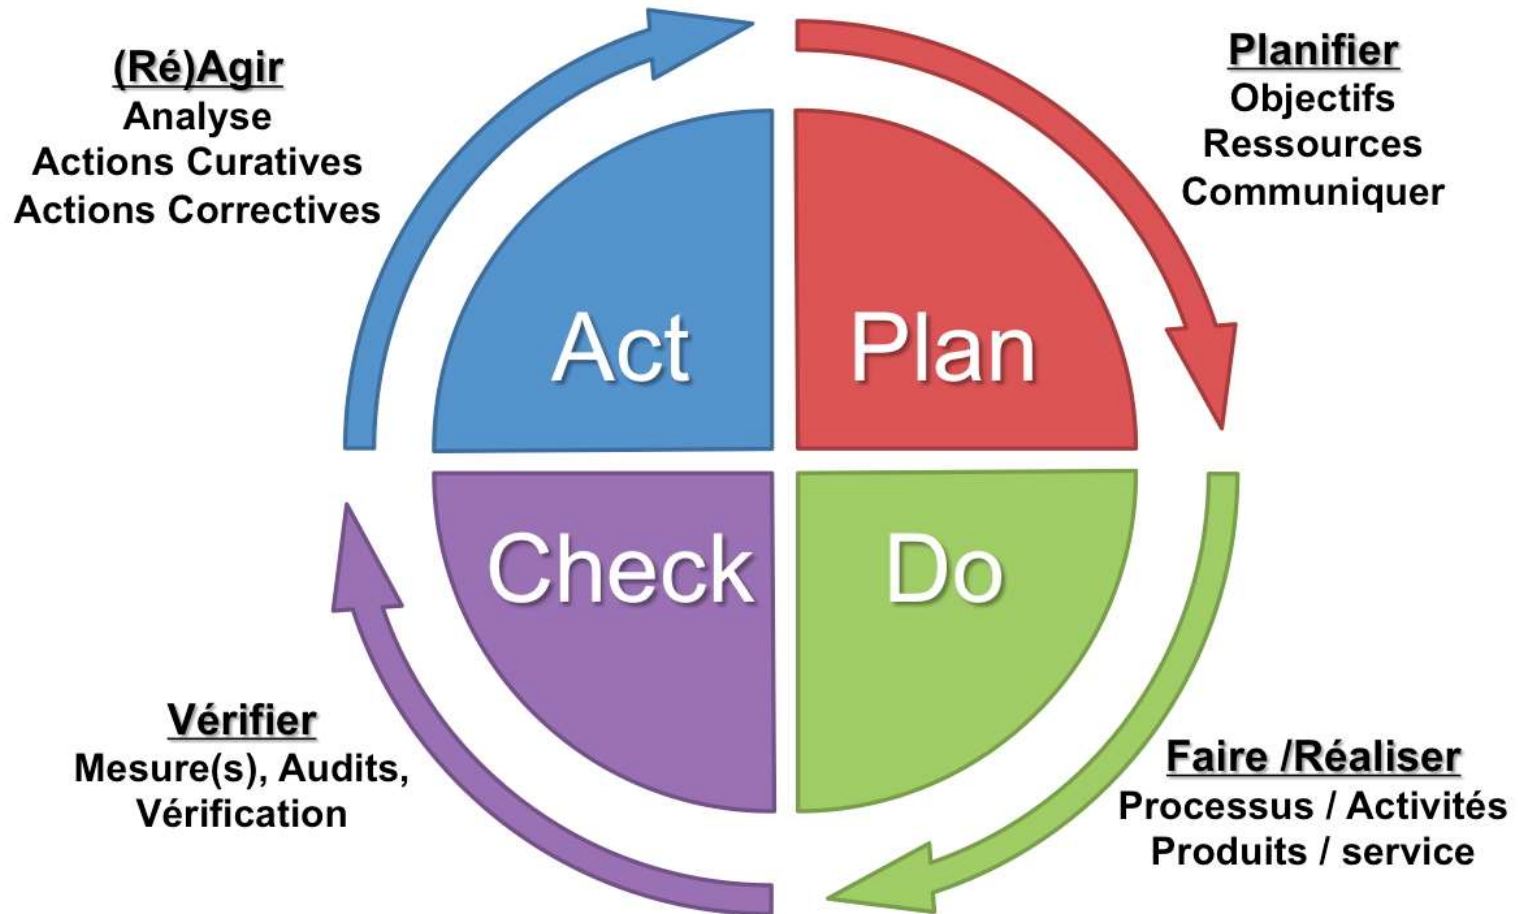 (Ré)Agir
Analyse
Actions Curatives
Actions Correctives
Planifier
Objectifs
Ressources
Communiquer
Act
Plan
Check
Do
Vérifier
Mesure(s), Audits,
Vérification
Faire /Réaliser
Processus / Activités
Produits / service